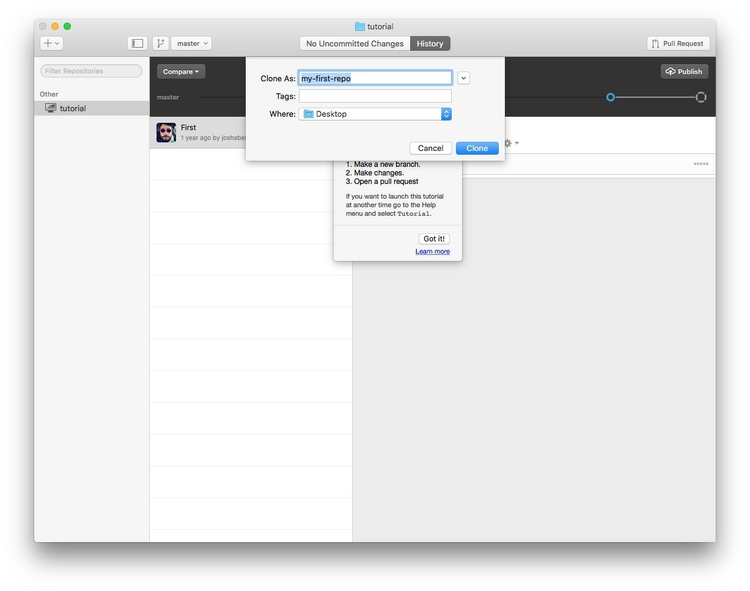 tutorial
master
No Uncommitted Changes
History
Pull Request
Filter Repositories
Other
tutorial
Compare
Publish
master
Clone As: my-first-repo
Tags:
Where: Desktop
Cancel
Clone
First
1 year ago by joshaber
1. Make a new branch.
2. Make changes.
3. Open a pull request
If you want to launch this tutorial
at another time go to the Help
menu and select Tutorial.
Got it!
Learn more